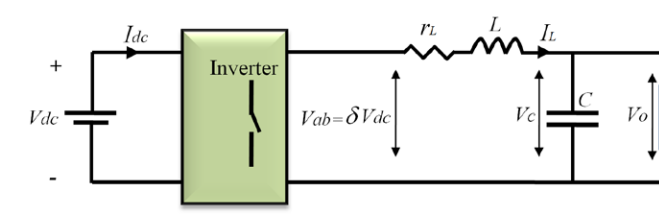 Idc
rL
L
IL
+
Inverter
Vdc
Vab=δVdc
Vc
C
Vo
-